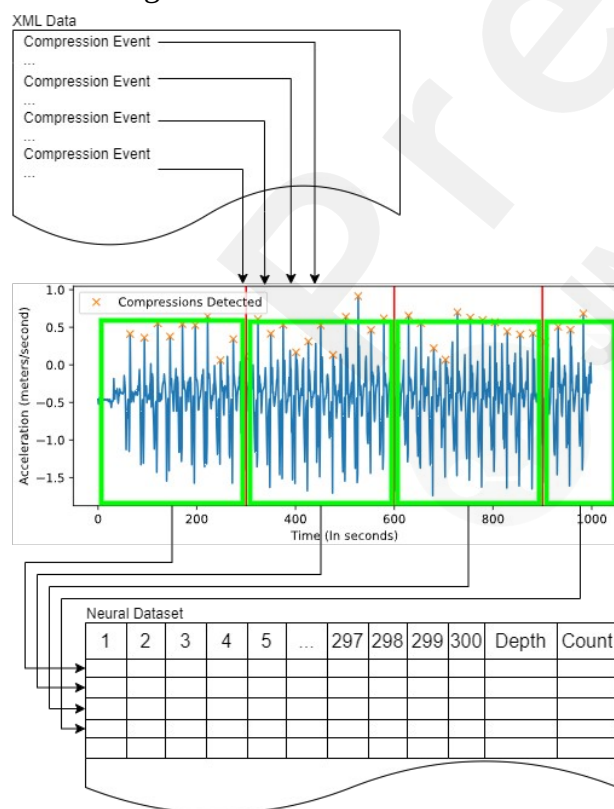 XML Data
Compression Event
...
Compression Event
...
Compression Event
...
Compression Event
...
1.0
0.5
0.0
−0.5
−1.0
−1.5
Acceleration (meters/second)
Compressions Detected
0 200 400 600 800 1000
Time (In seconds)
Neural Dataset
1 2 3 4 5 ... 297 298 299 300 Depth Count